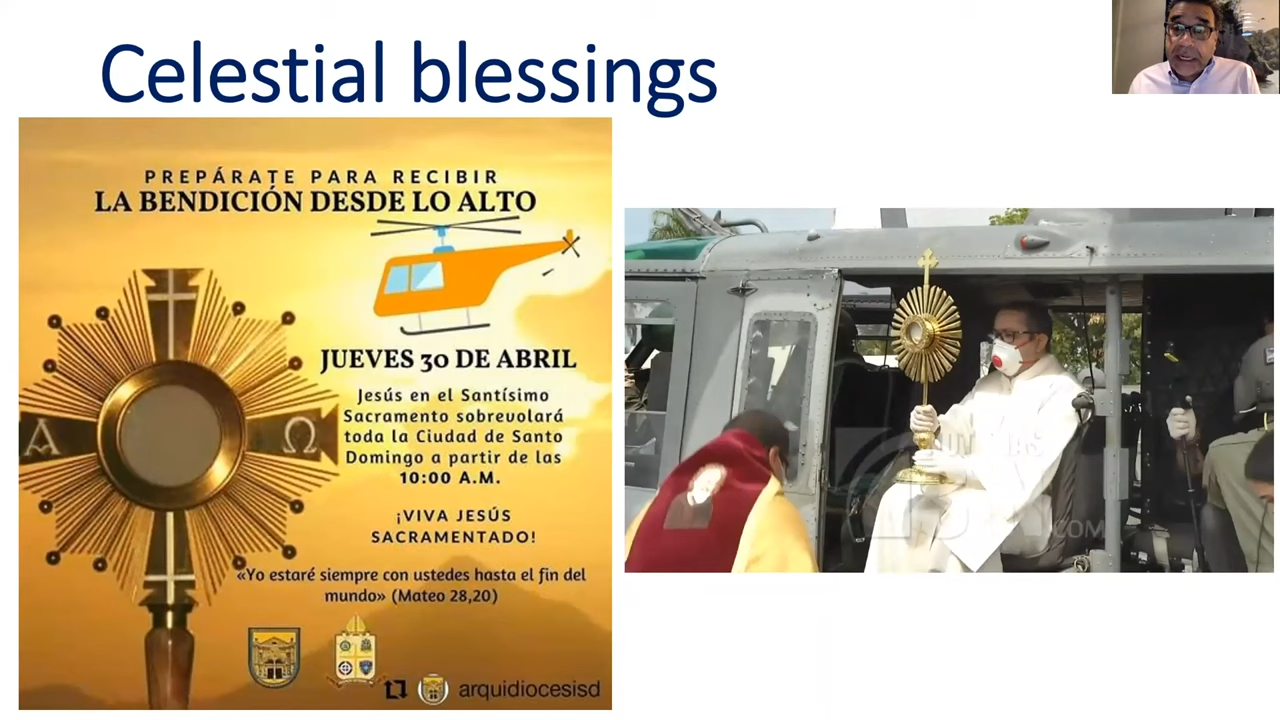 Celestial blessings
PREPÁRATE PARA RECIBIR
LA BENDICIÓN DESDE LO ALTO
JUEVES 30 DE ABRIL
Jesús en el Santísimo
Sacramento sobrevolará
toda la Ciudad de Santo
Domingo a partir de las
10:00 A.M.
¡VIVA JESÚS
SACRAMENTADO!
«Yo estaré siempre con ustedes hasta el fin del
mundo» (Mateo 28,20)
arquidiocesisd
Α Ω
.COM